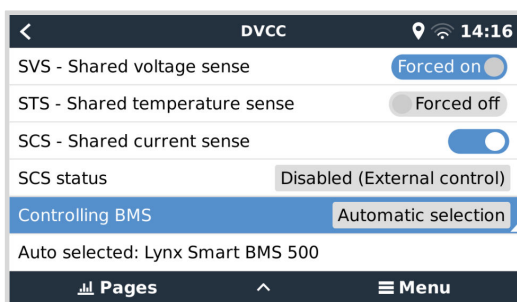 DVCC 14:16
SVS - Shared voltage sense Forced on
STS - Shared temperature sense Forced off
SCS - Shared current sense
SCS status Disabled (External control)
Controlling BMS Automatic selection
Auto selected: Lynx Smart BMS 500
Pages Menu